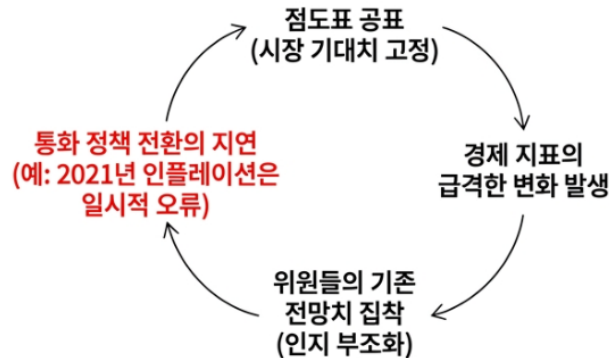 점도표 공표
(시장 기대치 고정)
경제 지표의
급격한 변화 발생
위원들의 기존
전망치 집착
(인지 부조화)
통화 정책 전환의 지연
(예: 2021년 인플레이션은
일시적 오류)